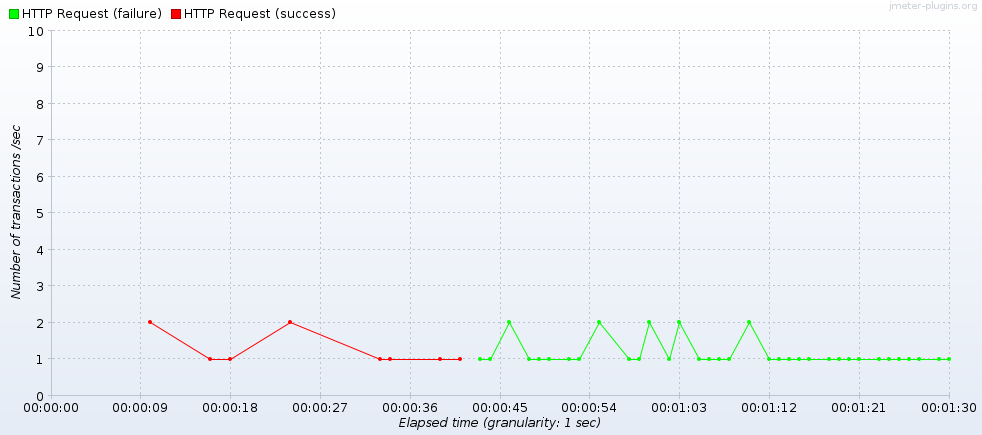 jmeter-plugins.org
HTTP Request (failure) HTTP Request (success)
10
9
8
7
6
5
4
3
2
1
0
Number of transactions /sec
00:00:00 00:00:09 00:00:18 00:00:27 00:00:36 00:00:45 00:00:54 00:01:03 00:01:12 00:01:21 00:01:30
Elapsed time (granularity: 1 sec)